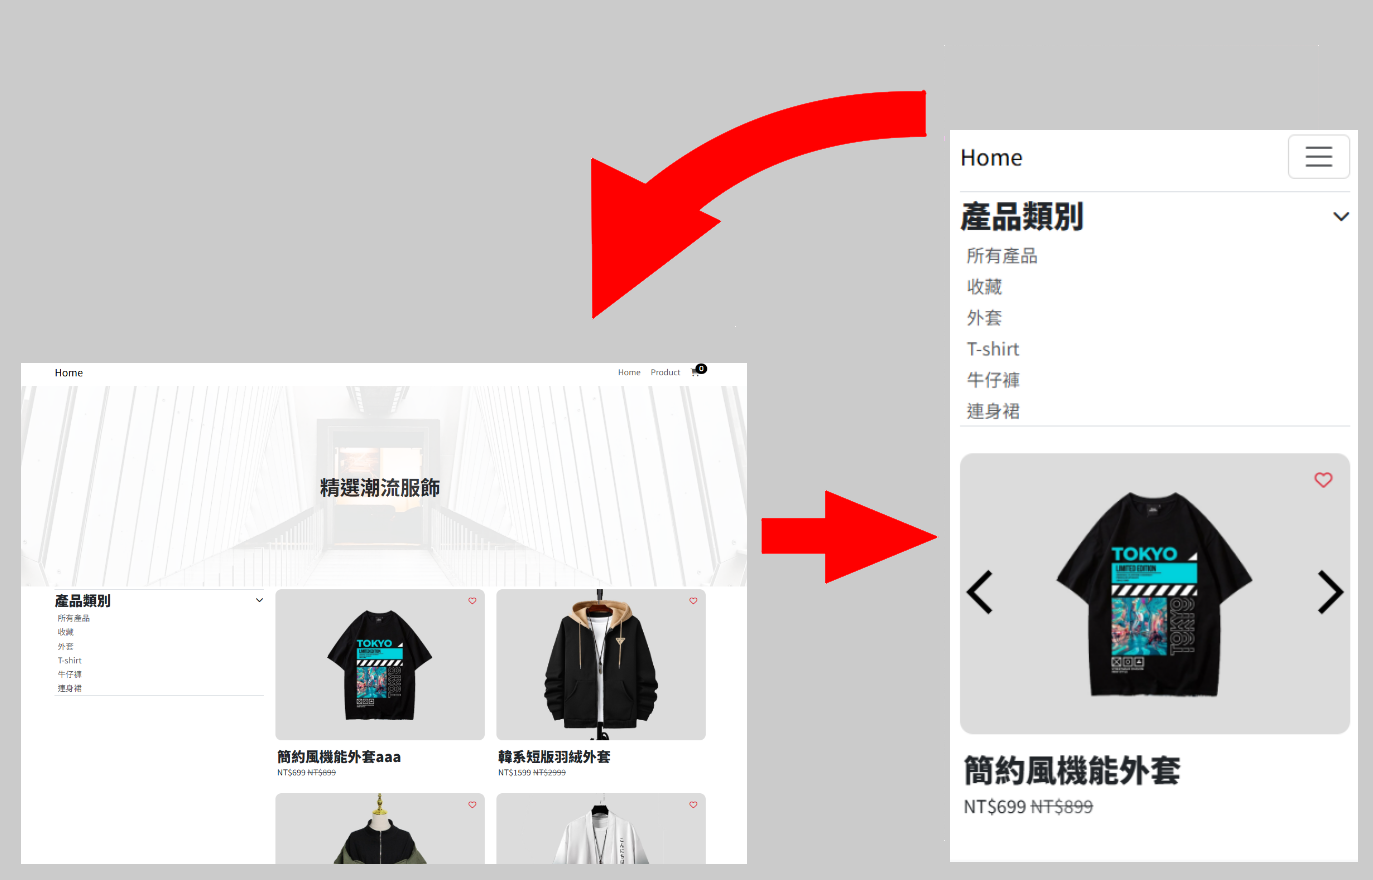 Home
Home Product 0
精選潮流服飾
產品類別
所有產品
收藏
外套
T-shirt
牛仔褲
連身裙
TOKYO
簡約風機能外套aaa
NT$699 NT$899
韓系短版羽絨外套
NT$1599 NT$2999
Home
產品類別
所有產品
收藏
外套
T-shirt
牛仔褲
連身裙
TOKYO
LIMITED EDITION
簡約風機能外套
NT$699 NT$899